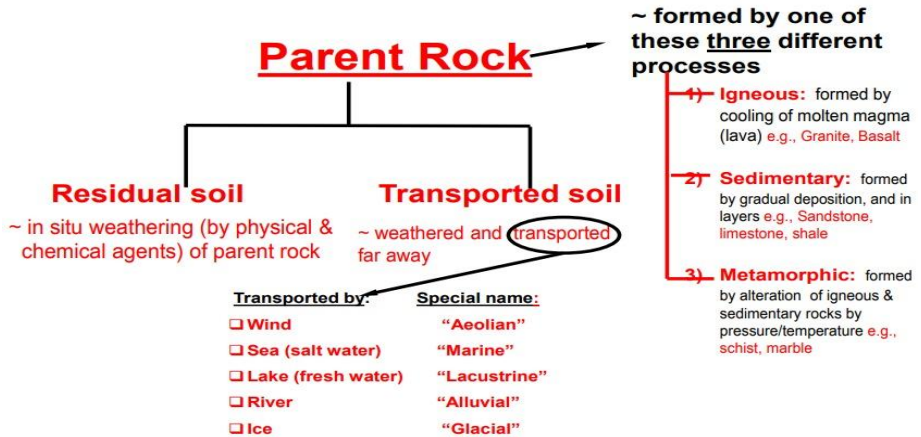 Parent Rock
~ formed by one of
these three different
processes
1) Igneous: formed by
cooling of molten magma
(lava) e.g., Granite, Basalt
2) Sedimentary: formed
by gradual deposition, and in
layers e.g., Sandstone,
limestone, shale
3) Metamorphic: formed
by alteration of igneous &
sedimentary rocks by
pressure/temperature e.g.,
schist, marble
Residual soil
~ in situ weathering (by physical &
chemical agents) of parent rock
Transported soil
~ weathered and transported
far away
Transported by: Special name:
❑ Wind "Aeolian"
❑ Sea (salt water) "Marine"
❑ Lake (fresh water) "Lacustrine"
❑ River "Alluvial"
❑ Ice "Glacial"